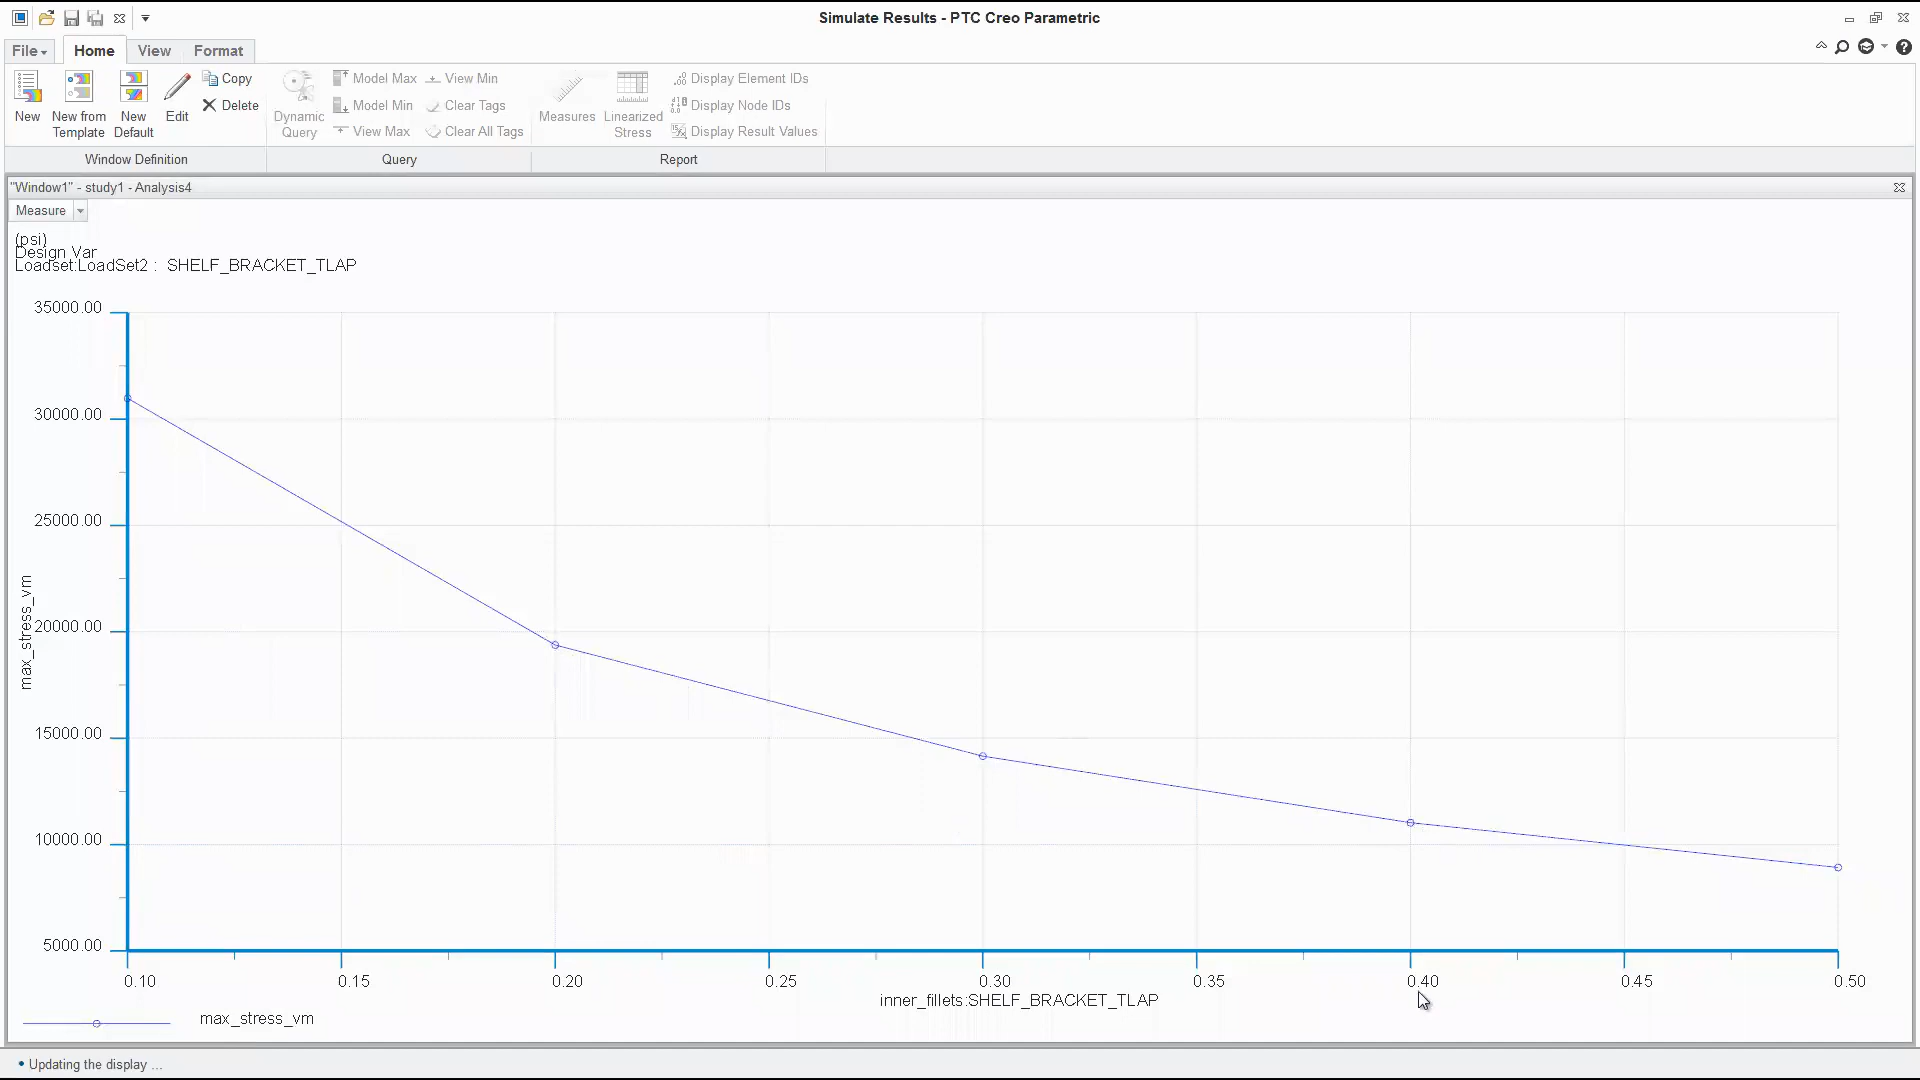 Simulate Results - PTC Creo Parametric
File Home View Format
New New from Template New Default Edit Copy Delete
Dynamic Query Model Max Model Min View Max View Min Clear Tags Clear All Tags
Measures Linearized Stress Display Element IDs Display Node IDs Display Result Values
Window Definition Query Report
"Window1" - study1 - Analysis4
Measure
(psi)
Design Var
Loadset:LoadSet2 : SHELF_BRACKET_TLAP
35000.00
30000.00
25000.00
20000.00
15000.00
10000.00
5000.00
max_stress_vm
0.10 0.15 0.20 0.25 0.30 0.35 0.40 0.45 0.50
inner_fillets:SHELF_BRACKET_TLAP
max_stress_vm
Updating the display ...